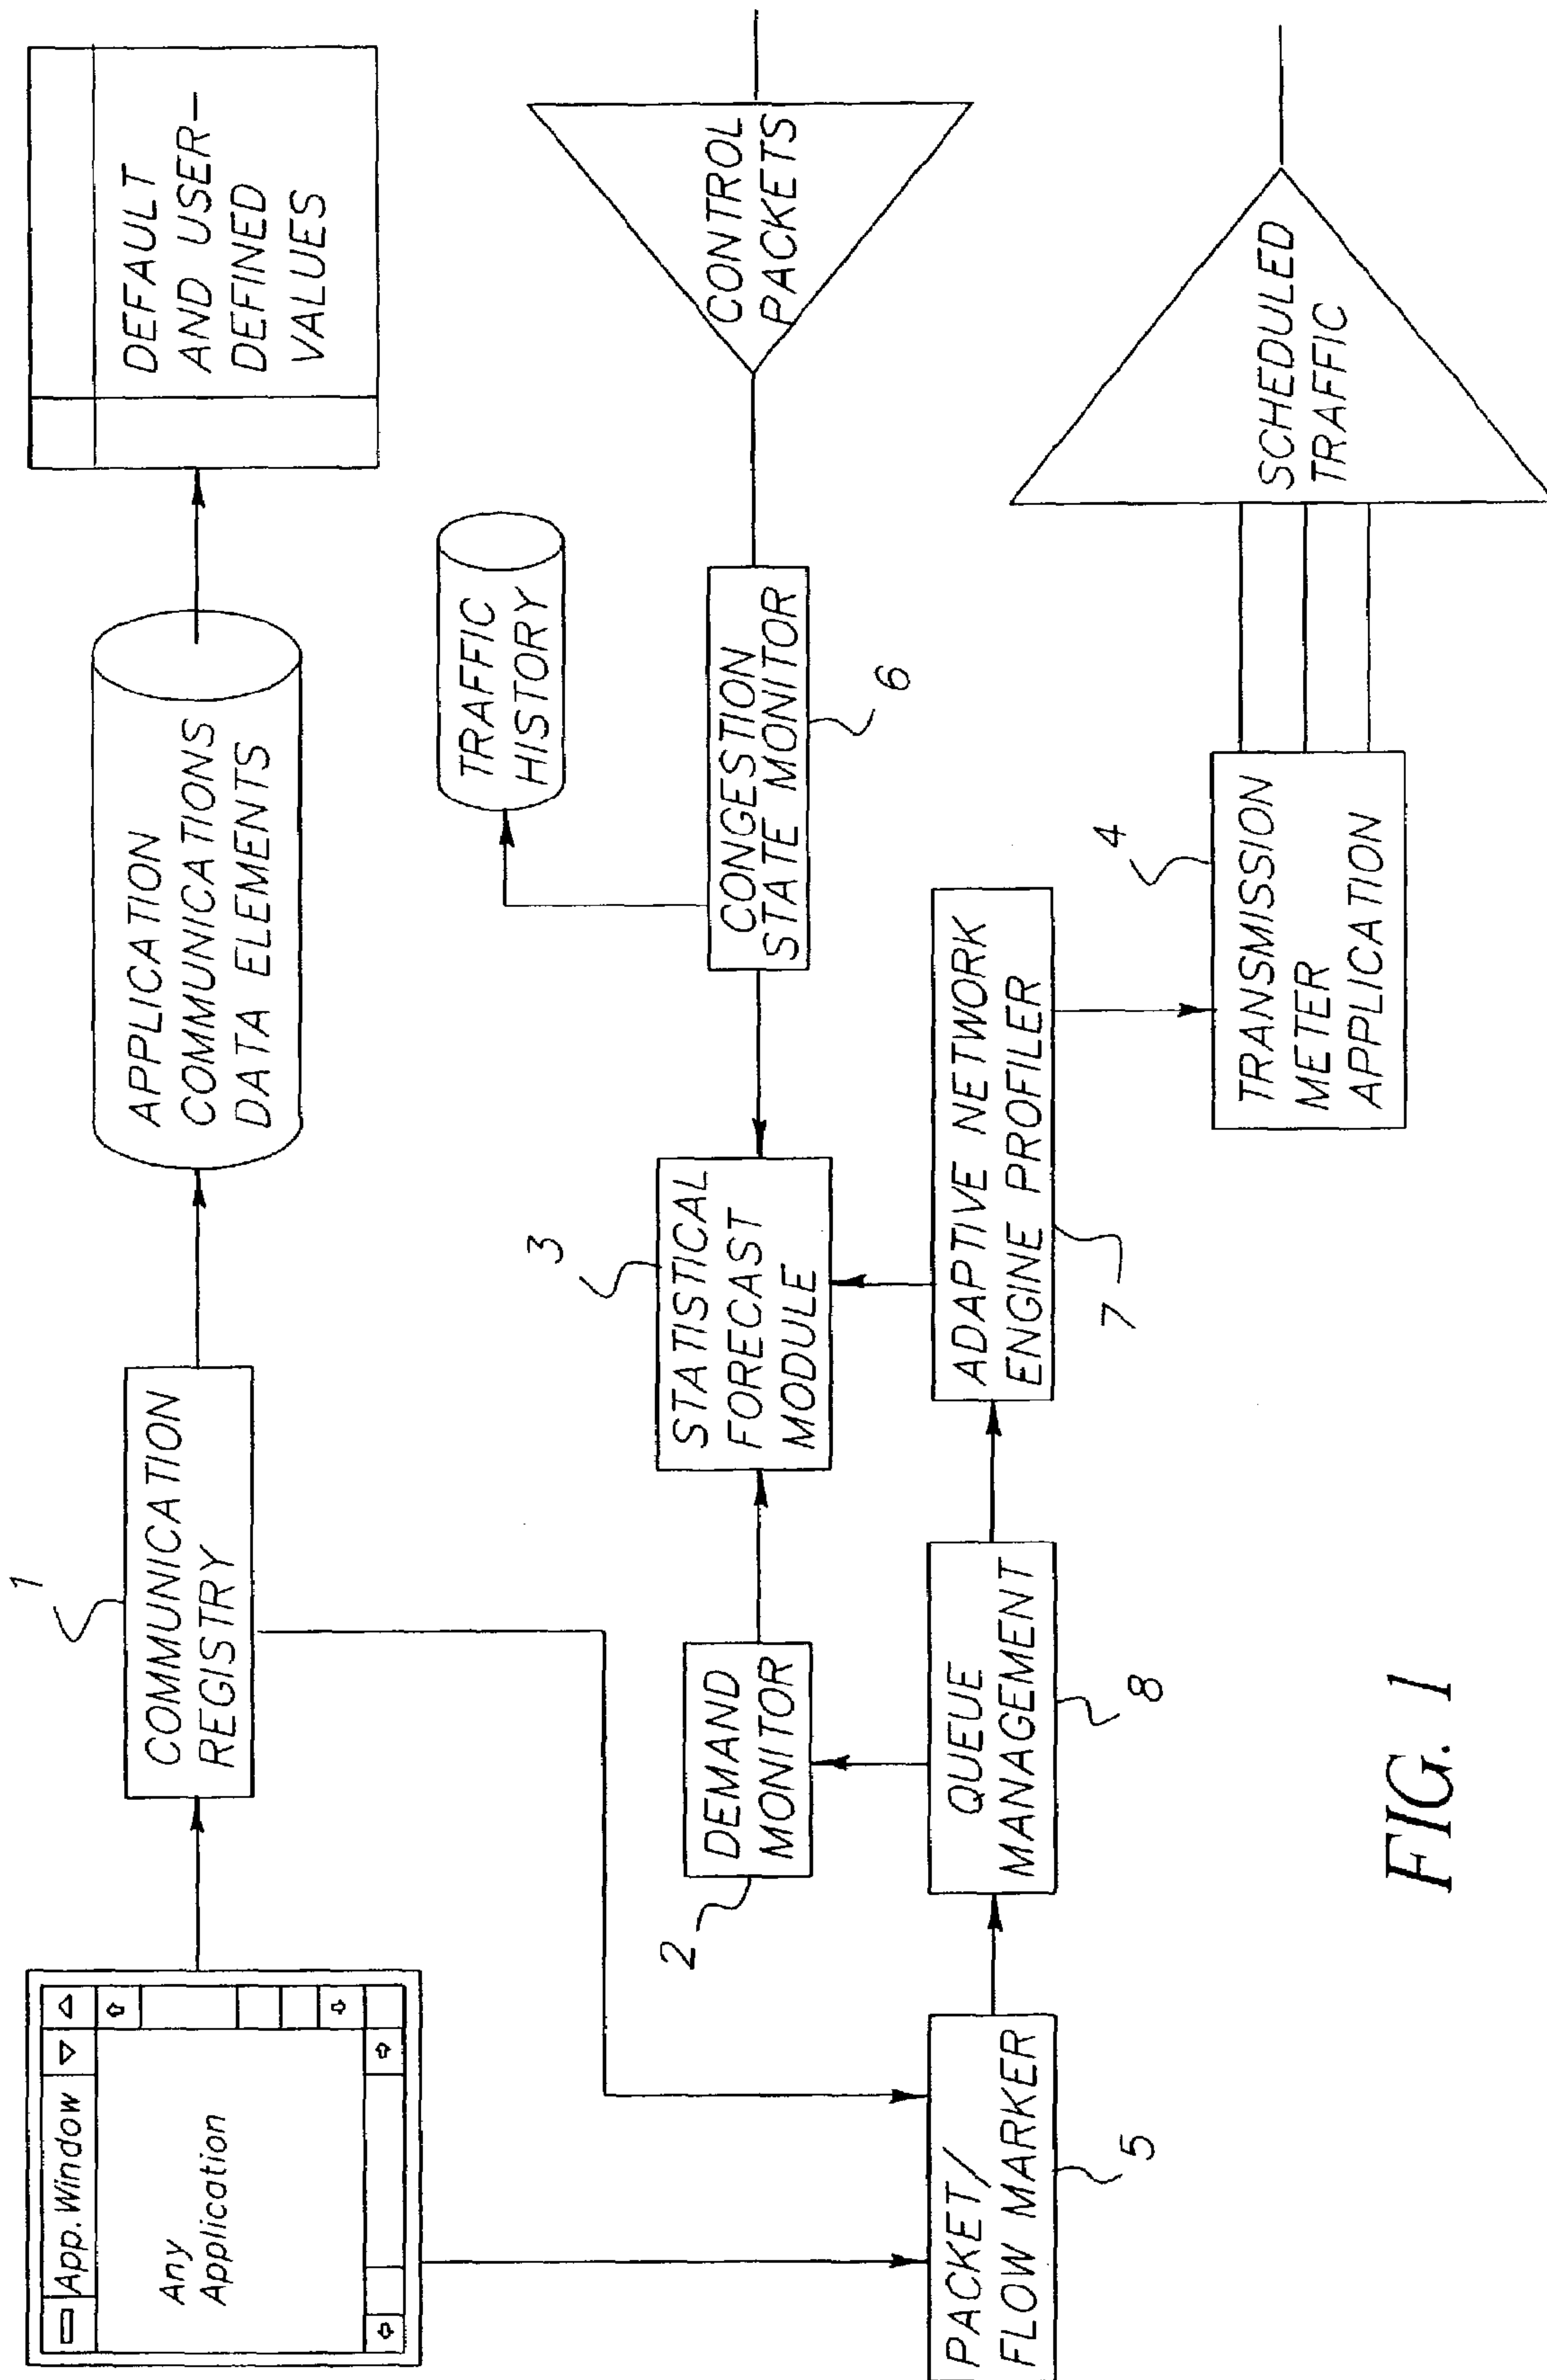 App. Window
Any
Application
1
COMMUNICATION
REGISTRY
APPLICATION
COMMUNICATIONS
DATA ELEMENTS
DEFAULT
AND USER—
DEFINED
VALUES
TRAFFIC
HISTORY
2
DEMAND
MONITOR
3
STATISTICAL
FORECAST
MODULE
CONGESTION
STATE MONITOR
6
CONTROL
PACKETS
PACKET/
FLOW MARKER
5
QUEUE
MANAGEMENT
8
ADAPTIVE NETWORK
ENGINE PROFILER
7
4
TRANSMISSION
METER
APPLICATION
SCHEDULED
TRAFFIC
FIG. 1